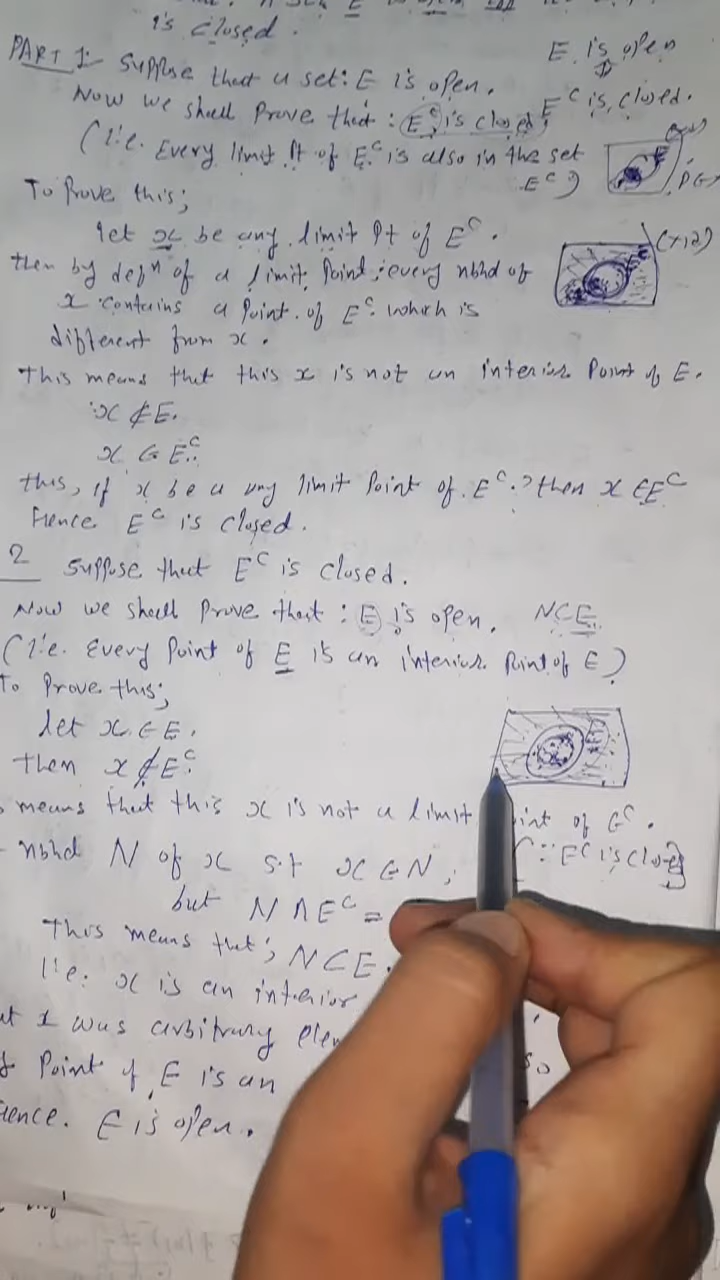 is closed.
E is open
PART 1 Suppose that a set: E is open.
Now we shall prove that: E^c is closed
E^c is closed.
(i.e. Every limit pt of E^c is also in the set
E^c)
To prove this;
let x be any limit pt of E^c.
then by defn of a limit point; every nbhd of
x contains a point of E^c which is
different from x.
This means that this x is not an interior point of E.
x ∉ E.
x ∈ E^c.
this, if x be a any limit point of E^c, then x ∈ E^c
Hence E^c is closed.
2 Suppose that E^c is closed.
Now we shall prove that: E is open. N⊂E
(i.e. Every point of E is an interior point of E)
To prove this;
let x ∈ E.
then x ∉ E^c.
means that this x is not a limit point of E^c.
nbhd N of x s.t x ∈ N, (∵ E^c is closed)
but N ∩ E^c =
This means that; N⊂E.
i.e. x is an interior
x was arbitrary
point of E is an so
Hence. E is open.